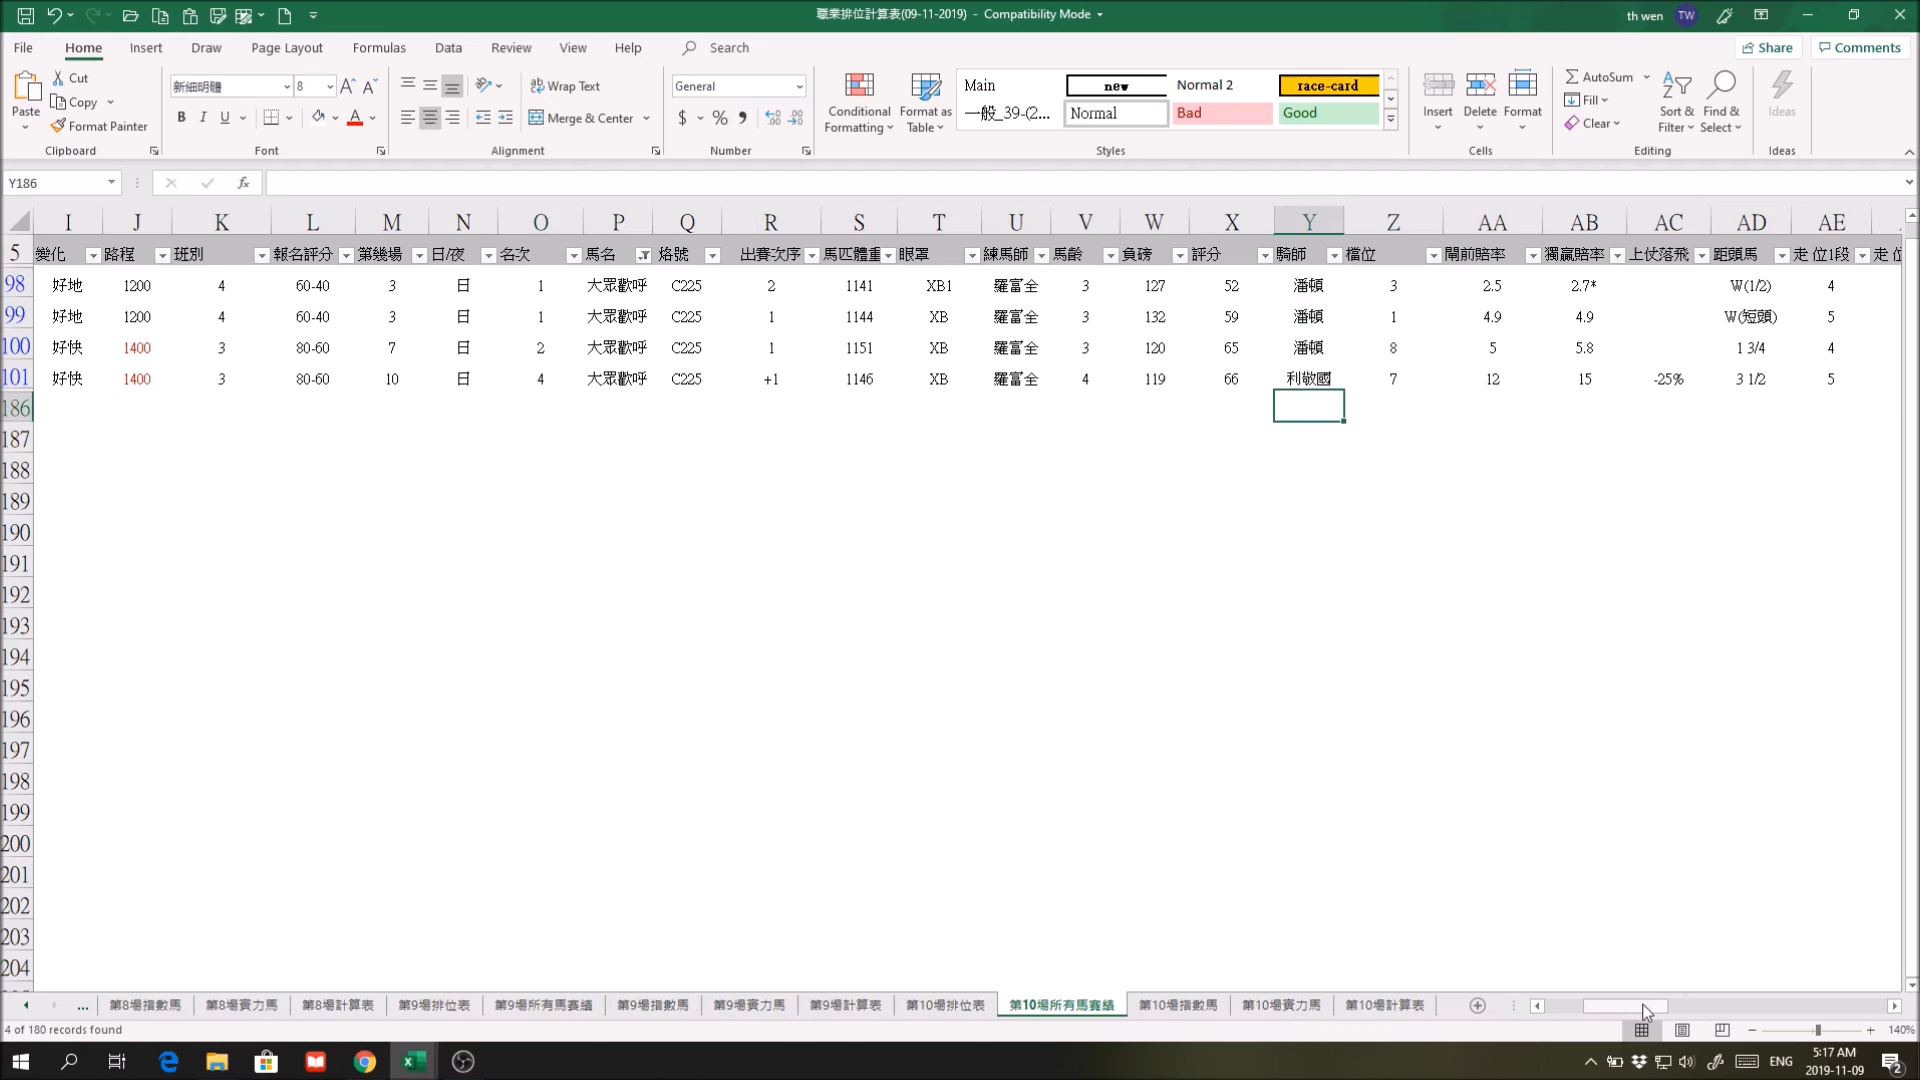 職業排位計算表(09-11-2019) - Compatibility Mode
th wen TW
File Home Insert Draw Page Layout Formulas Data Review View Help Search Share Comments
Paste Cut Copy Format Painter Clipboard
新細明體 8 B I U Font
Wrap Text Merge & Center Alignment
General $ % Number
Conditional Formatting Format as Table
Main new Normal 2 race-card
一般_39-(2... Normal Bad Good
Styles
Insert Delete Format Cells
AutoSum Fill Clear Sort & Filter Find & Select Editing
Ideas Ideas
Y186 fx
I J K L M N O P Q R S T U V W X Y Z AA AB AC AD AE
5 變化 路程 班別 報名評分 第幾場 日/夜 名次 馬名 烙號 出賽次序 馬匹體重 眼罩 練馬師 馬齡 負磅 評分 騎師 檔位 閘前賠率 獨贏賠率 上仗落飛 距頭馬 走位1段 走位
98 好地 1200 4 60-40 3 日 1 大眾歡呼 C225 2 1141 XB1 羅富全 3 127 52 潘頓 3 2.5 2.7* W(1/2) 4
99 好地 1200 4 60-40 3 日 1 大眾歡呼 C225 1 1144 XB 羅富全 3 132 59 潘頓 1 4.9 4.9 W(短頭) 5
100 好快 1400 3 80-60 7 日 2 大眾歡呼 C225 1 1151 XB 羅富全 3 120 65 潘頓 8 5 5.8 1 3/4 4
101 好快 1400 3 80-60 10 日 4 大眾歡呼 C225 +1 1146 XB 羅富全 4 119 66 利敬國 7 12 15 -25% 3 1/2 5
186
187
188
189
190
191
192
193
194
195
196
197
198
199
200
201
202
203
204
... 第8場指數馬 第8場實力馬 第8場計算表 第9場排位表 第9場所有馬賽績 第9場指數馬 第9場實力馬 第9場計算表 第10場排位表 第10場所有馬賽績 第10場指數馬 第10場實力馬 第10場計算表
4 of 180 records found 140%
ENG 5:17 AM 2019-11-09 2